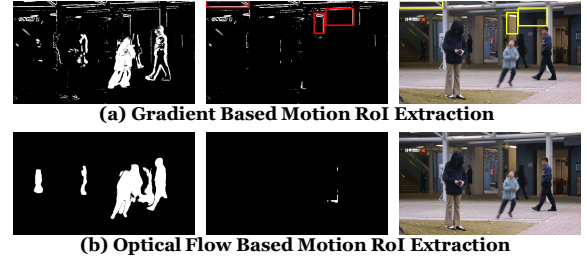 (a) Gradient Based Motion RoI Extraction
(b) Optical Flow Based Motion RoI Extraction